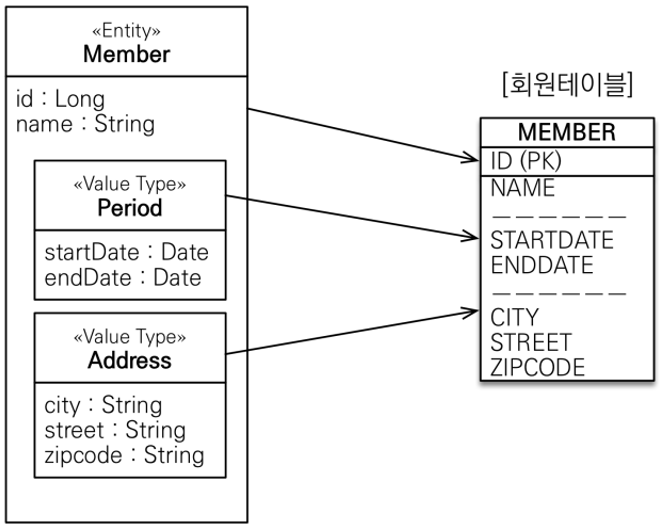 «Entity»
Member
id : Long
name : String
«Value Type»
Period
startDate : Date
endDate : Date
«Value Type»
Address
city : String
street : String
zipcode : String
[회원테이블]
MEMBER
ID (PK)
NAME
STARTDATE
ENDDATE
CITY
STREET
ZIPCODE